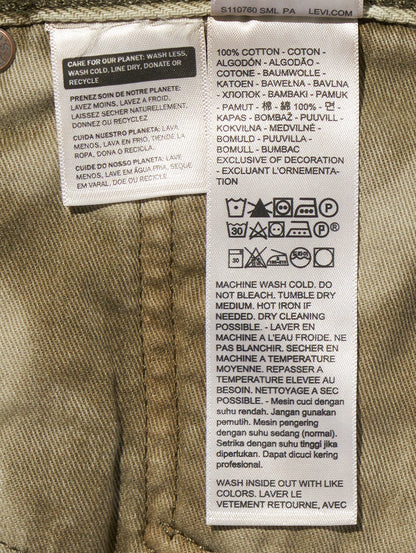 S110760 SML PA LEVI.COM
CARE FOR OUR PLANET: WASH LESS,
WASH COLD, LINE DRY, DONATE OR
RECYCLE
PRENEZ SOIN DE NOTRE PLANETE:
LAVEZ MOINS, LAVEZ A FROID,
LAISSEZ SECHER NATURELLEMENT,
DONNEZ OU RECYCLEZ
CUIDA NUESTRO PLANETA: LAVA
MENOS, LAVA EN FRIO, TIENDE LA
ROPA, DONA O RECICLA.
CUIDE DO NOSSO PLANETA: LAVE
MENOS, LAVE EM ÁGUA FRIA, SEQUE
EM VARAL, DOE OU RECICLE.
100% COTTON - COTON -
ALGODÓN - ALGODÃO -
COTONE - BAUMWOLLE -
KATOEN - BAWEŁNA - BAVLNA
- ХЛОПОК - BAMBAKI - PAMUK
- PAMUT - 棉 - 綿 100% - 면 -
KAPAS - BOMBAŽ - PUUVILL -
KOKVILNA - MEDVILNĖ -
BOMULD - PUUVILLA -
BOMULL - BUMBAC
EXCLUSIVE OF DECORATION
- EXCLUANT L'ORNEMENTA-
TION
P
30 P ®
30
MACHINE WASH COLD. DO
NOT BLEACH. TUMBLE DRY
MEDIUM. HOT IRON IF
NEEDED. DRY CLEANING
POSSIBLE. - LAVER EN
MACHINE A L'EAU FROIDE. NE
PAS BLANCHIR. SECHER EN
MACHINE A TEMPERATURE
MOYENNE. REPASSER A
TEMPERATURE ELEVEE AU
BESOIN. NETTOYAGE A SEC
POSSIBLE. - Mesin cuci dengan
suhu rendah. Jangan gunakan
pemutih. Mesin pengering
dengan suhu sedang (normal).
Setrika dengan suhu tinggi jika
diperlukan. Dapat dicuci kering
profesional.
WASH INSIDE OUT WITH LIKE
COLORS. LAVER LE
VETEMENT RETOURNE, AVEC